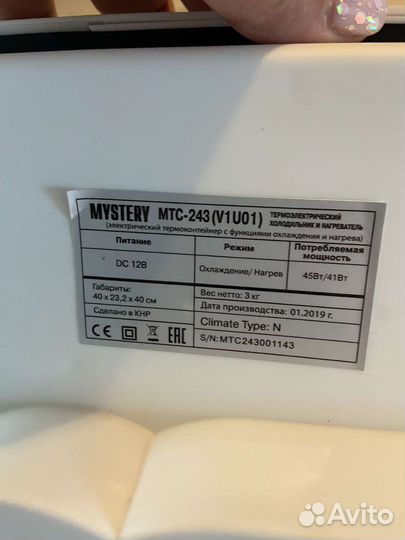 MYSTERY MTC-243 (V1U01) ТЕРМОЭЛЕКТРИЧЕСКИЙ
ХОЛОДИЛЬНИК И НАГРЕВАТЕЛЬ
(электрический термоконтейнер с функциями охлаждения и нагрева)
Питание
Режим
Потребляемая
мощность
DC 12В
Охлаждение/ Нагрев
45Вт/41Вт
Габариты:
40 x 23,2 x 40 см
Вес нетто: 3 кг
Дата производства: 01.2019 г.
Сделано в КНР
Climate Type: N
CE EAC
S/N: MTC243001143
Avito